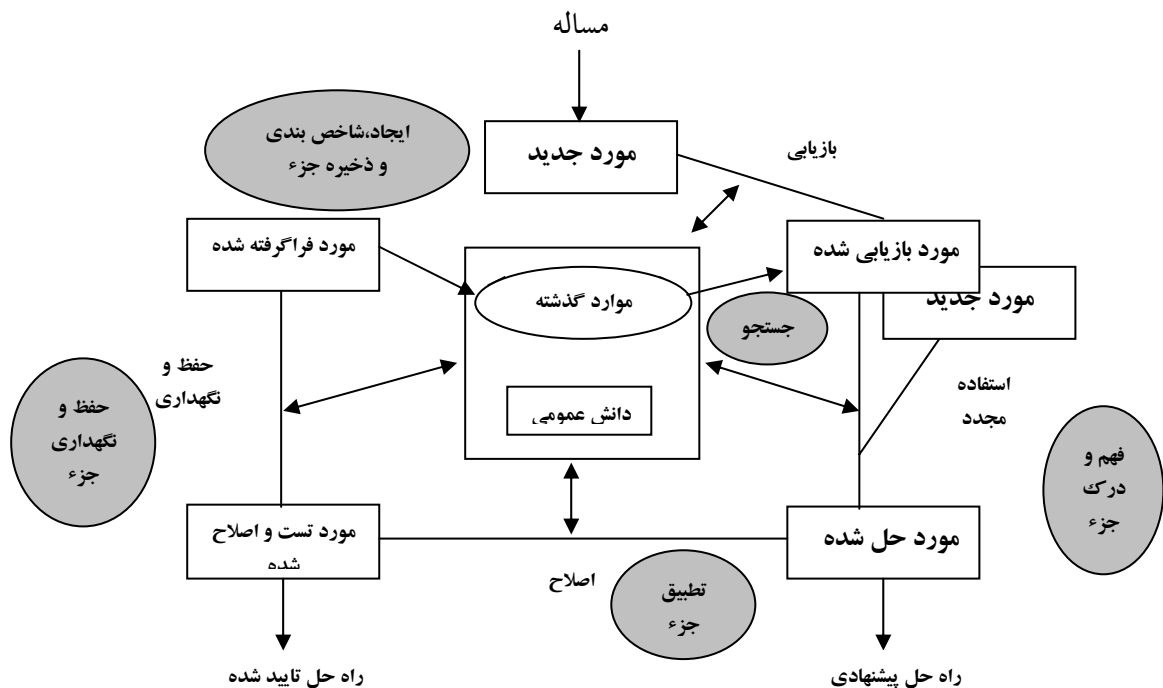 مساله
ایجاد،شاخص بندی
و ذخیره جزء
مورد جدید
بازیابی
مورد فراگرفته شده
مورد بازیابی شده
موارد گذشته
مورد جدید
جستجو
حفظ و
نگهداری
استفاده
مجدد
حفظ و
نگهداری
جزء
دانش عمومی
فهم و
درک
جزء
مورد تست و اصلاح
شده
مورد حل شده
اصلاح
تطبیق
جزء
راه حل تایید شده
راه حل پیشنهادی